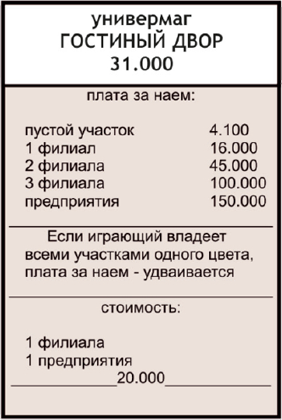 универмаг
ГОСТИНЫЙ ДВОР
31.000
плата за наем:
пустой участок 4.100
1 филиал 16.000
2 филиала 45.000
3 филиала 100.000
предприятия 150.000
Если играющий владеет
всеми участками одного цвета,
плата за наем - удваивается
стоимость:
1 филиала
1 предприятия
20.000